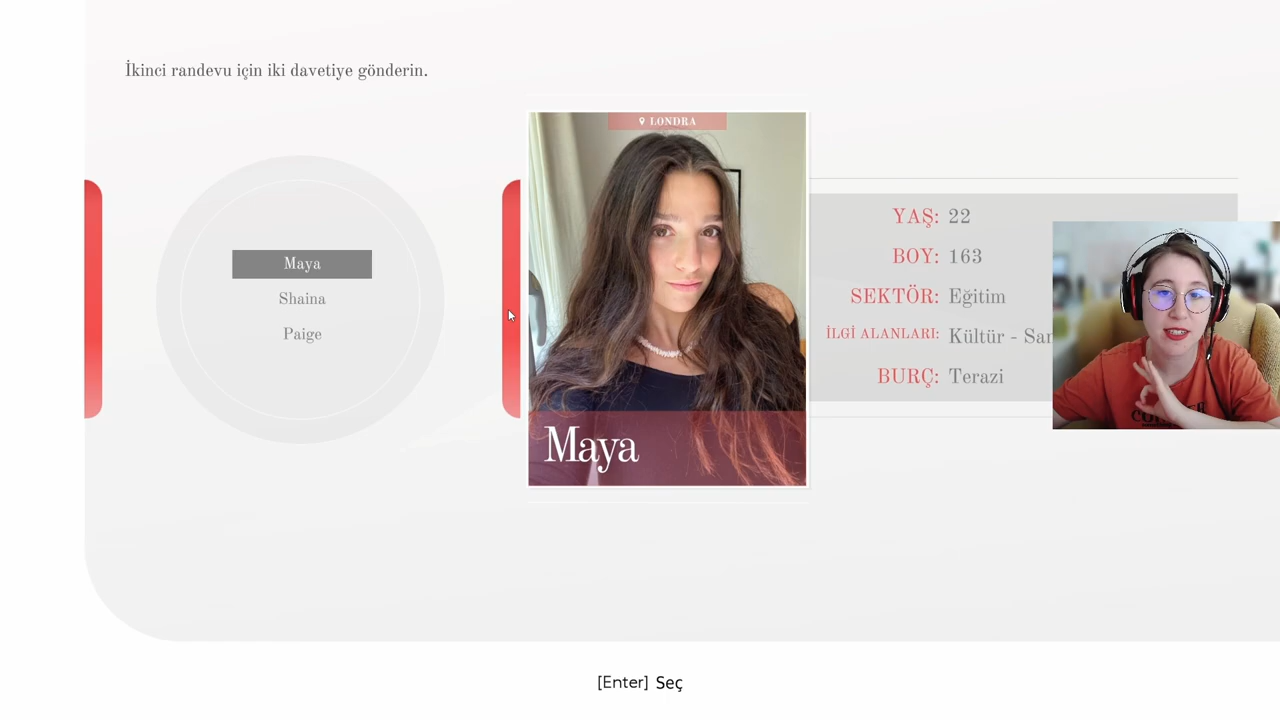 İkinci randevu için iki davetiye gönderin.
LONDRA
Maya
Shaina
Paige
Maya
YAŞ: 22
BOY: 163
SEKTÖR: Eğitim
İLGİ ALANLARI: Kültür -
BURÇ: Terazi
[Enter] Seç